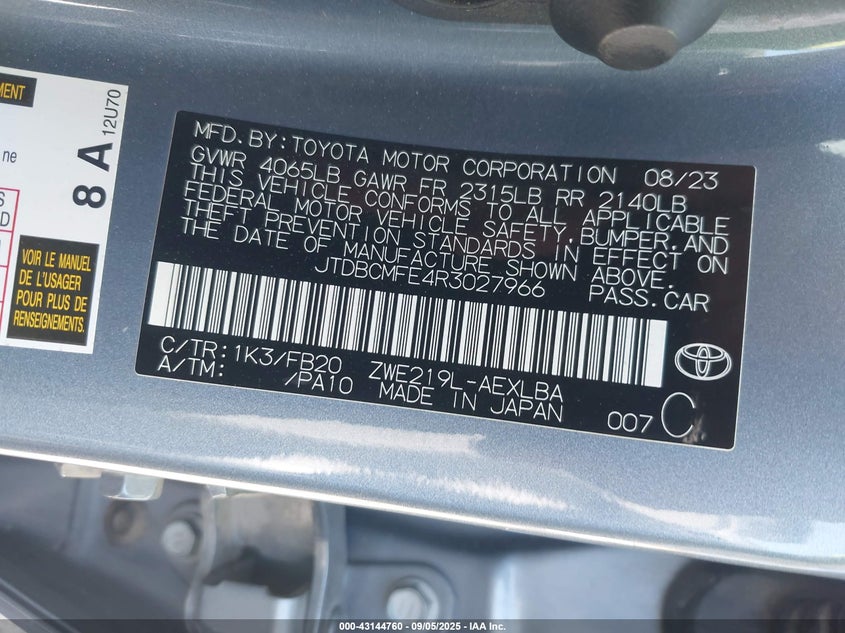 MENT
ne
S
D
8 A
12U70
VOIR LE MANUEL
DE L'USAGER
POUR PLUS DE
RENSEIGNEMENTS.
MFD.BY:TOYOTA MOTOR CORPORATION 08/23
GVWR 4065LB GAWR FR 2315LB RR 2140LB
THIS VEHICLE CONFORMS TO ALL APPLICABLE
FEDERAL MOTOR VEHICLE SAFETY,BUMPER,AND
THEFT PREVENTION STANDARDS IN EFFECT ON
THE DATE OF MANUFACTURE SHOWN ABOVE.
JTDBCMFE4R3027966 PASS.CAR
C/TR:1K3/FB20 ZWE219L-AEXLBA
A/TM: /PA10 MADE IN JAPAN
007 C
000-43144760 - 09/05/2025 - IAA Inc.